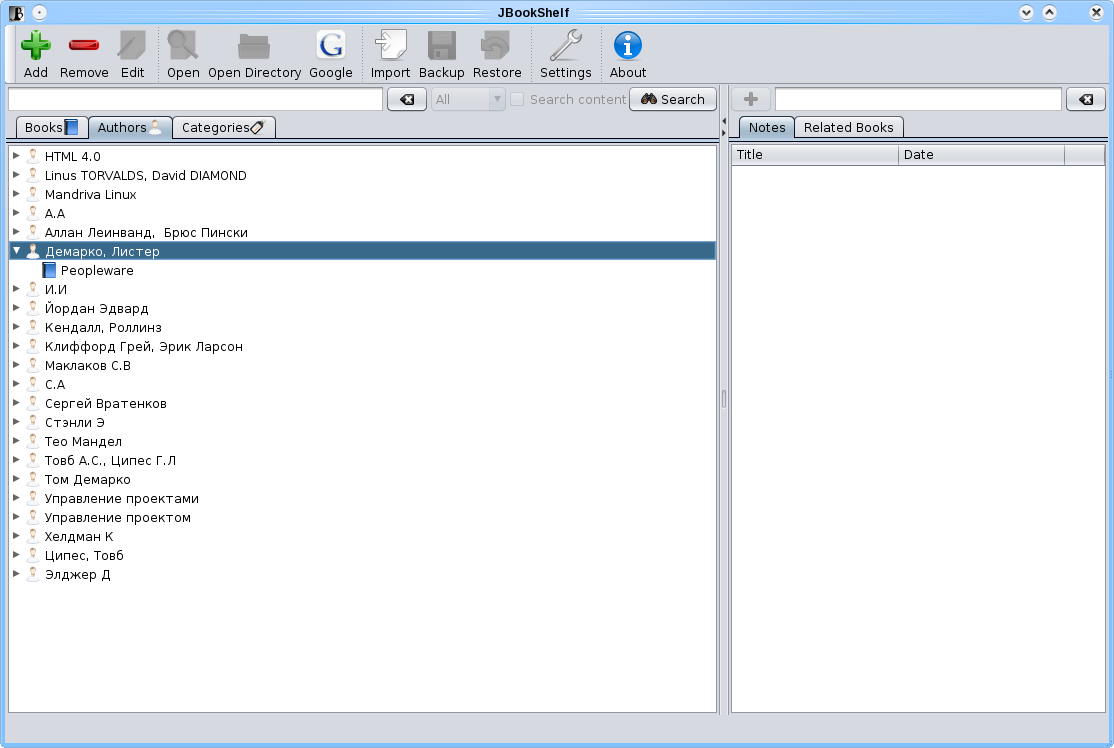 JBookShelf
Add Remove Edit Open Open Directory Google Import Backup Restore Settings About
All Search content Search
Books Authors Categories Notes Related Books
Title Date
HTML 4.0
Linus TORVALDS, David DIAMOND
Mandriva Linux
А.А
Аллан Леинванд,  Брюс Пински
Демарко, Листер
Peopleware
И.И
Йордан Эдвард
Кендалл, Роллинз
Клиффорд Грей, Эрик Ларсон
Маклаков С.В
С.А
Сергей Вратенков
Стэнли Э
Тео Мандел
Товб А.С., Ципес Г.Л
Том Демарко
Управление проектами
Управление проектом
Хелдман К
Ципес, Товб
Элджер Д